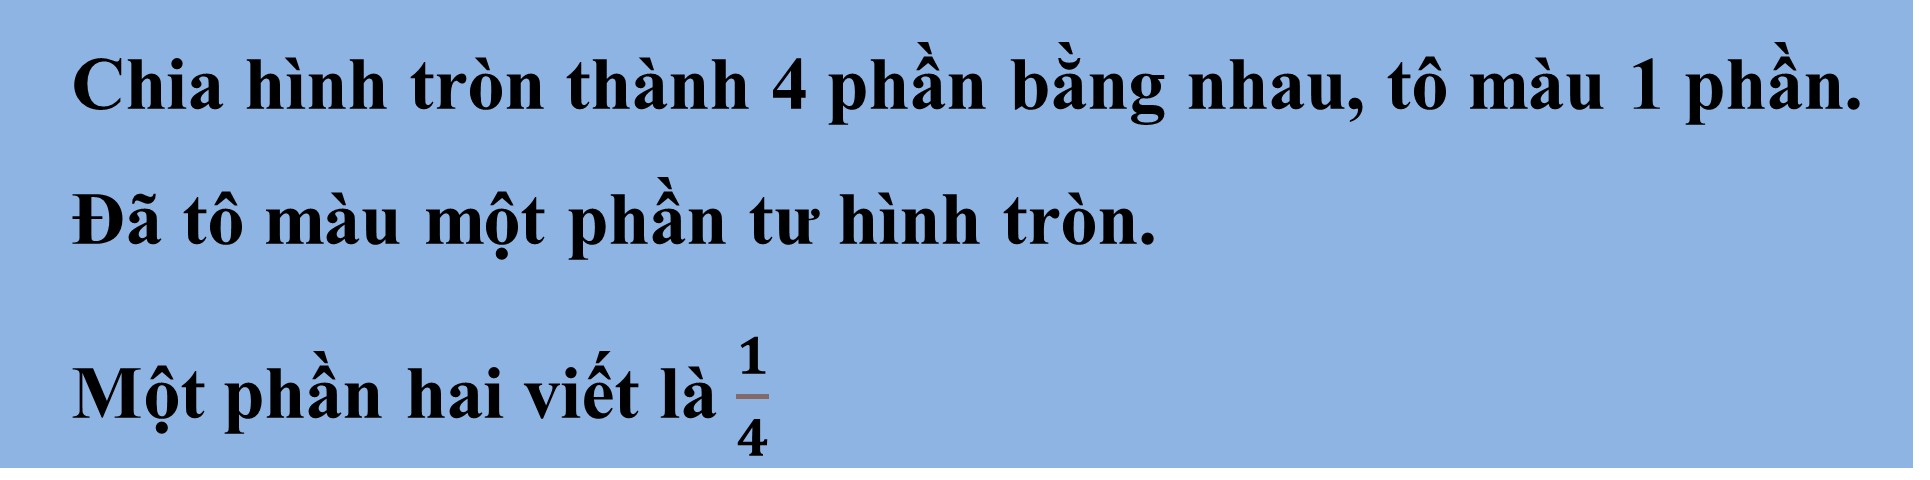 Chia hình tròn thành 4 phần bằng nhau, tô màu 1 phần.
Đã tô màu một phần tư hình tròn.
Một phần hai viết là 1/4